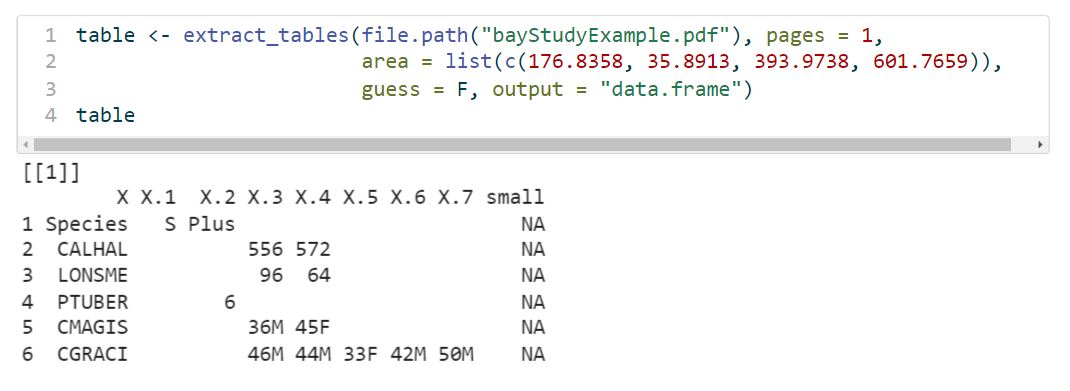 1 table <- extract_tables(file.path("bayStudyExample.pdf"), pages = 1,
2 area = list(c(176.8358, 35.8913, 393.9738, 601.7659)),
3 guess = F, output = "data.frame")
4 table
[[1]]
X X.1 X.2 X.3 X.4 X.5 X.6 X.7 small
1 Species S Plus NA
2 CALHAL 556 572 NA
3 LONSME 96 64 NA
4 PTUBER 6 NA
5 CMAGIS 36M 45F NA
6 CGRACI 46M 44M 33F 42M 50M NA